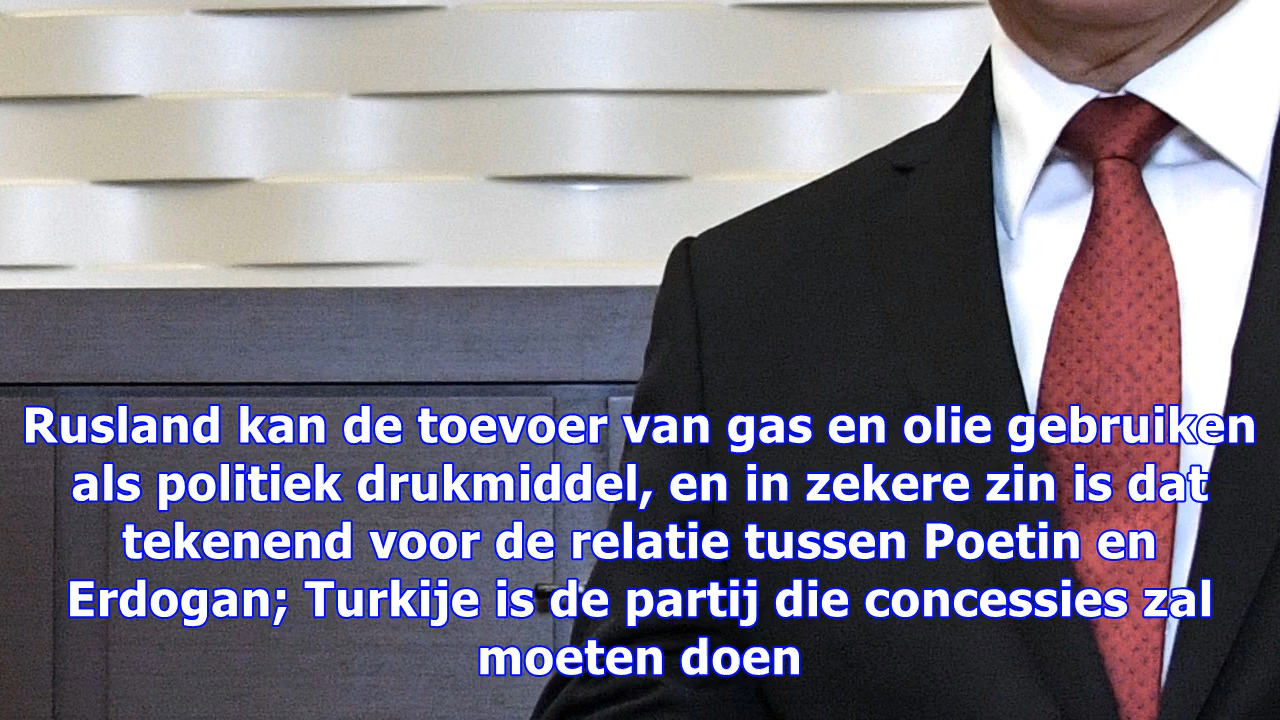 Rusland kan de toevoer van gas en olie gebruiken
als politiek drukmiddel, en in zekere zin is dat
tekenend voor de relatie tussen Poetin en
Erdogan; Turkije is de partij die concessies zal
moeten doen